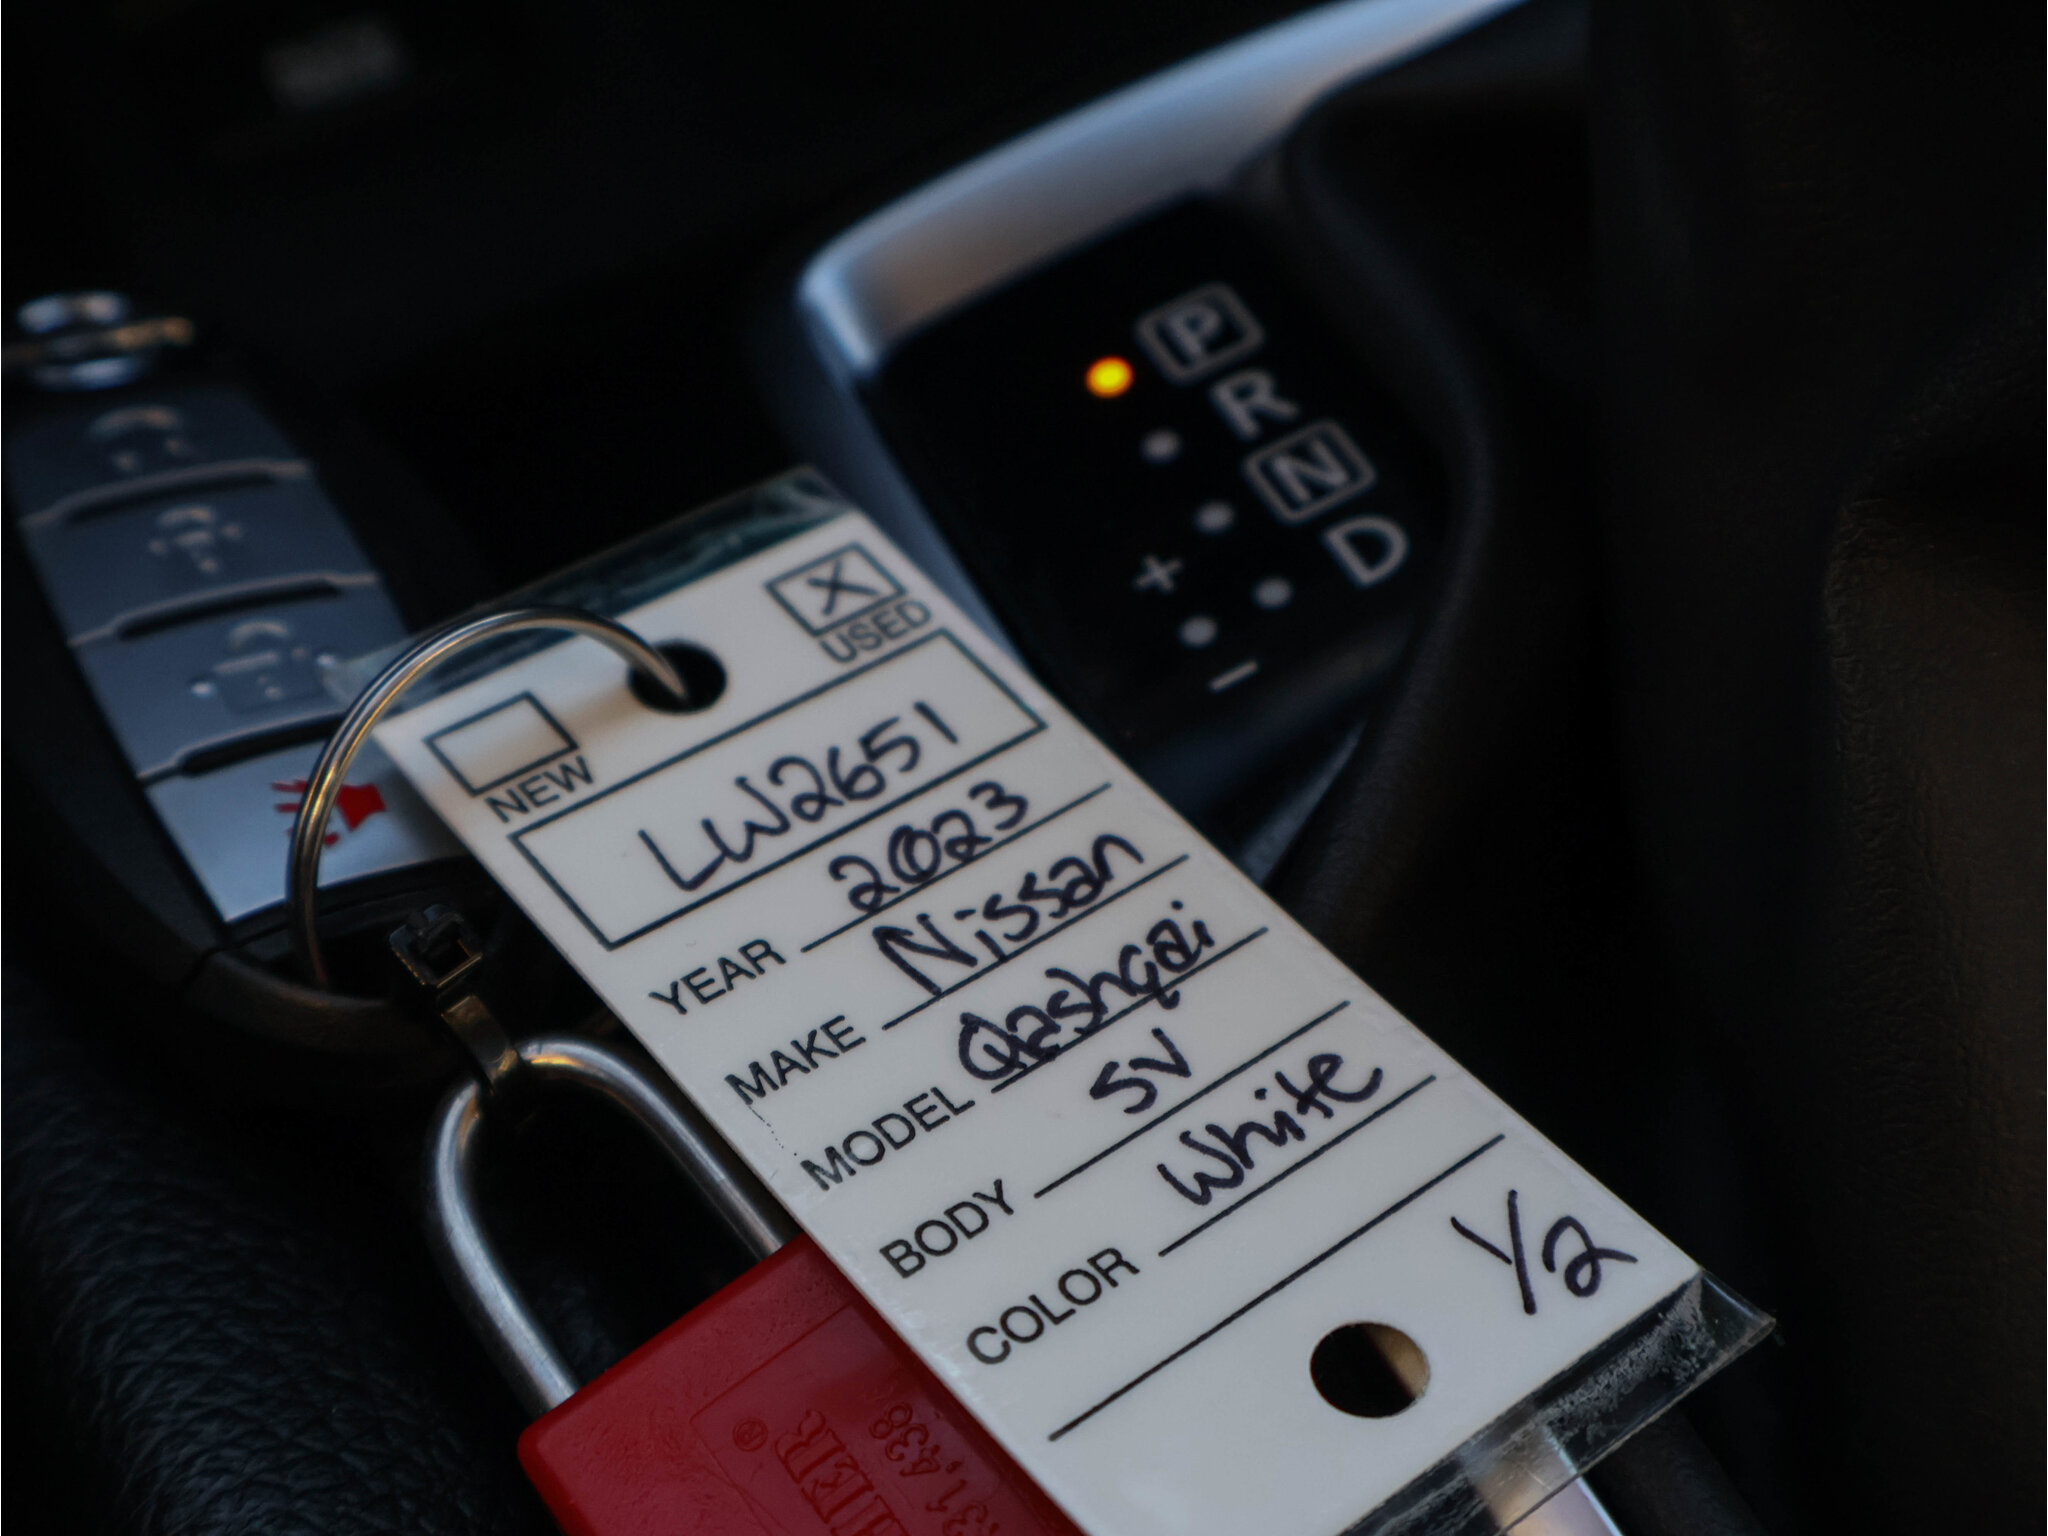 P
R
N
D
+
-
X
USED
NEW
LW2651
YEAR 2023
MAKE Nissan
MODEL Qashqai
BODY SV
COLOR White
1/2